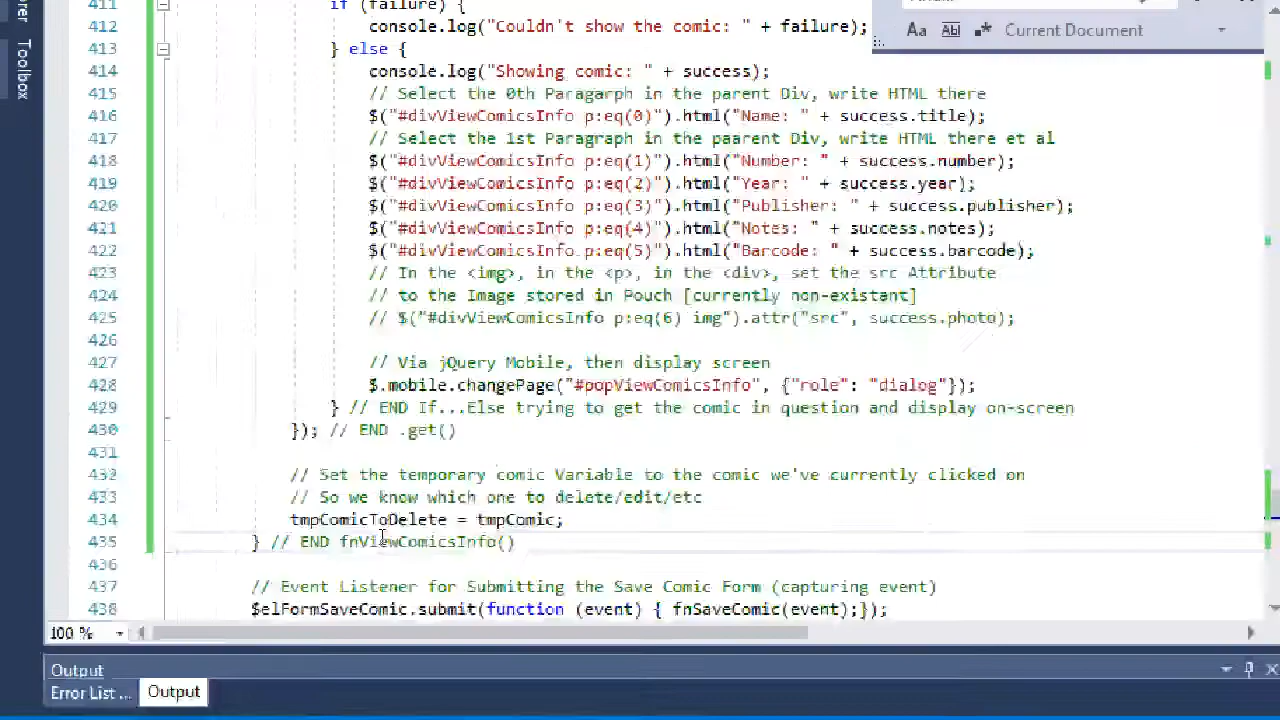 411 if (failure) {
412 console.log("Couldn't show the comic: " + failure);
Aa Abl .* Current Document
413 } else {
414 console.log("Showing comic: " + success);
415 // Select the 0th Paragarph in the parent Div, write HTML there
416 $("#divViewComicsInfo p:eq(0)").html("Name: " + success.title);
417 // Select the 1st Paragraph in the paarent Div, write HTML there et al
418 $("#divViewComicsInfo p:eq(1)").html("Number: " + success.number);
419 $("#divViewComicsInfo p:eq(2)").html("Year: " + success.year);
420 $("#divViewComicsInfo p:eq(3)").html("Publisher: " + success.publisher);
421 $("#divViewComicsInfo p:eq(4)").html("Notes: " + success.notes);
422 $("#divViewComicsInfo p:eq(5)").html("Barcode: " + success.barcode);
423 // In the <img>, in the <p>, in the <div>, set the src Attribute
424 // to the Image stored in Pouch [currently non-existant]
425 // $("#divViewComicsInfo p:eq(6) img").attr("src", success.photo);
426
427 // Via jQuery Mobile, then display screen
428 $.mobile.changePage("#popViewComicsInfo", {"role": "dialog"});
429 } // END If...Else trying to get the comic in question and display on-screen
430 }); // END .get()
431
432 // Set the temporary comic Variable to the comic we've currently clicked on
433 // So we know which one to delete/edit/etc
434 tmpComicToDelete = tmpComic;
435 } // END fnViewComicsInfo()
436
437 // Event Listener for Submitting the Save Comic Form (capturing event)
438 $elFormSaveComic.submit(function (event) { fnSaveComic(event);});
Toolbox
100 %
Output
Error List ... Output